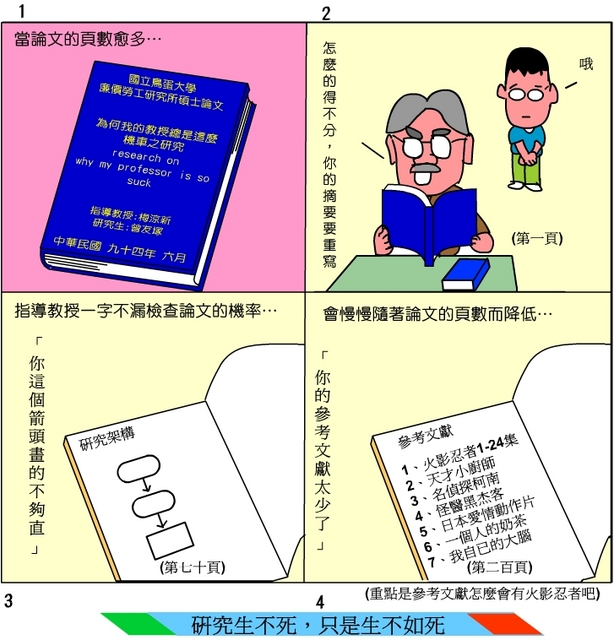 1
當論文的頁數愈多…
國立鳥蛋大學
廉價勞工研究所碩士論文
為何我的教授總是這麼
機車之研究
research on
why my professor is so
suck
指導教授:梅涼新
研究生:曾友塚
中華民國 九十四年 六月
2
怎麼的得不分，你的摘要要重寫
哦
(第一頁)
指導教授一字不漏檢查論文的機率…
「你這個箭頭畫的不夠直」
研究架構
(第七十頁)
3
會慢慢隨著論文的頁數而降低…
「你的參考文獻太少了」
參考文獻
1、火影忍者1-24集
2、天才小廚師
3、名偵探柯南
4、怪醫黑杰客
5、日本愛情動作片
6、一個人的奶茶
7、我自已的大腦
(第二百頁)
4
(重點是參考文獻怎麼會有火影忍者吧)
研究生不死，只是生不如死